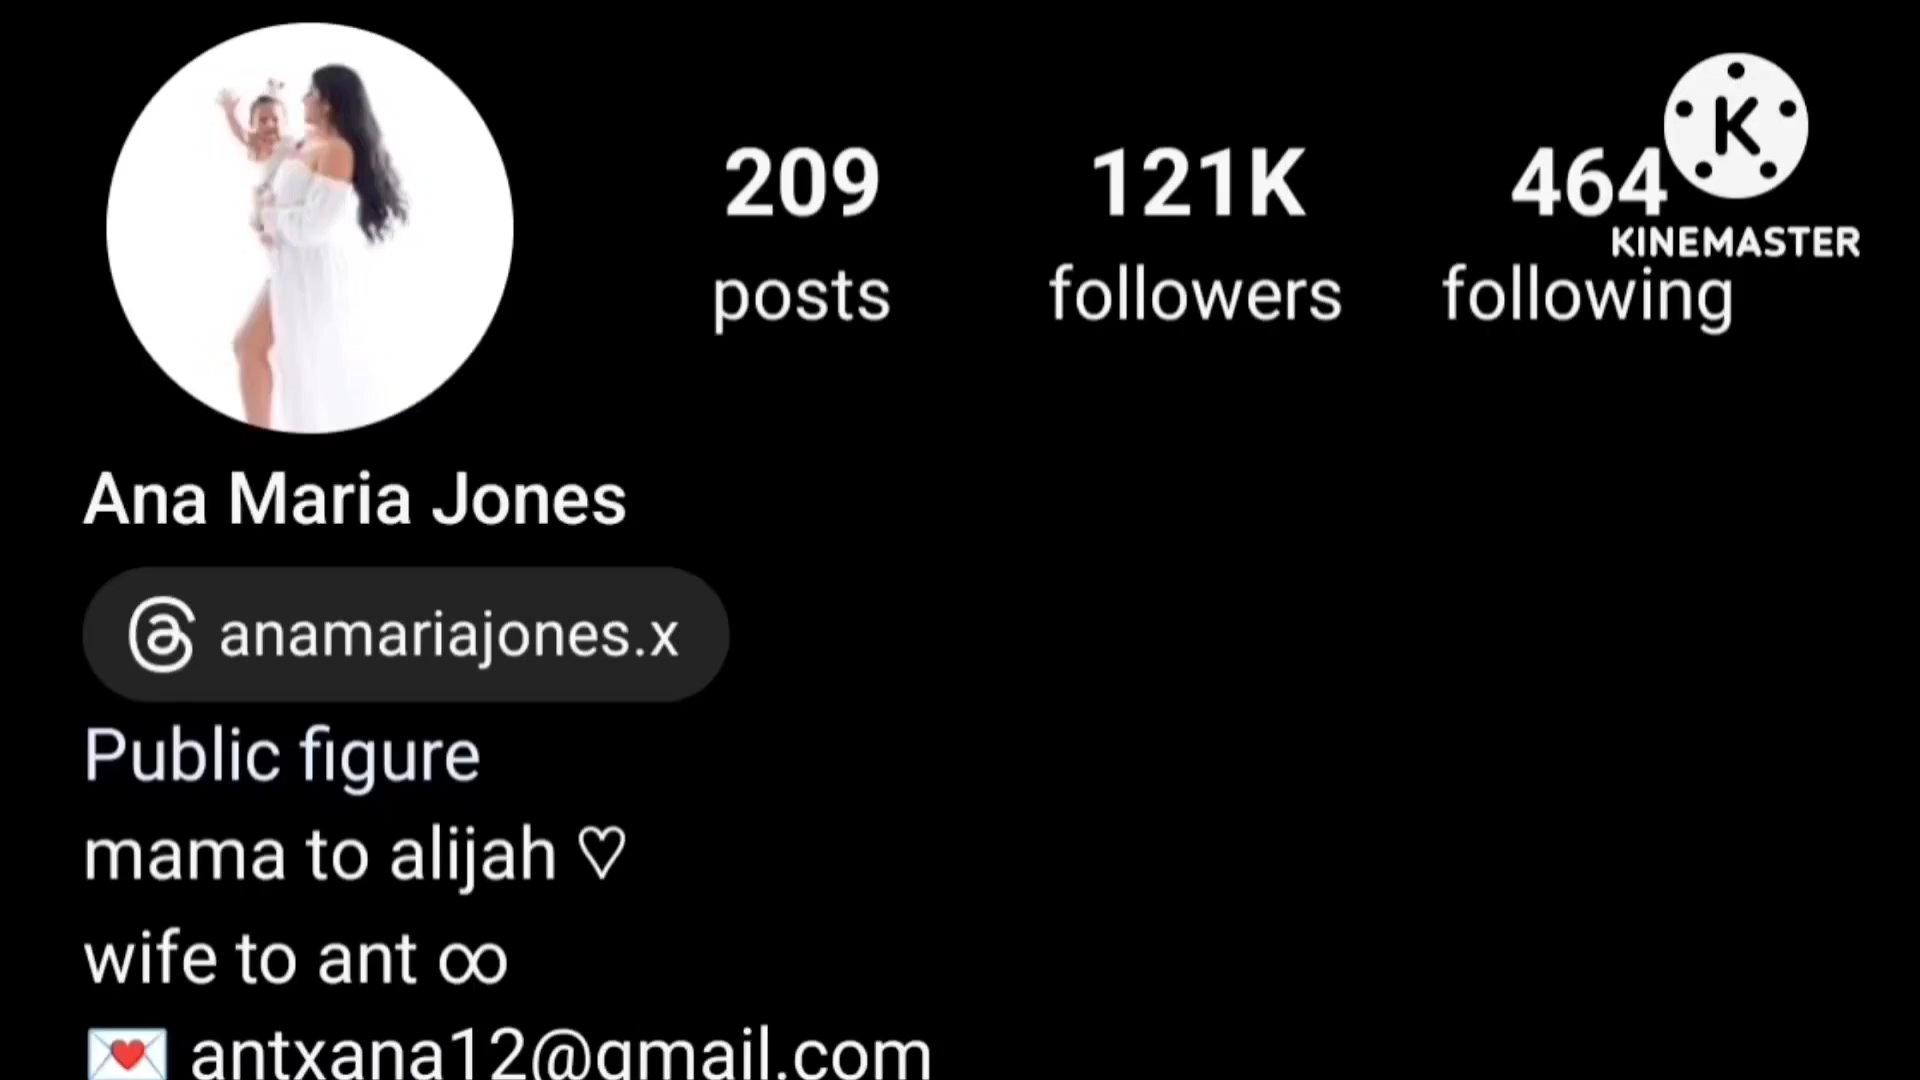 209 121K 464
posts followers following
K
KINEMASTER
Ana Maria Jones
anamariajones.x
Public figure
mama to alijah ♡
wife to ant ∞
💌 antxana12@gmail.com